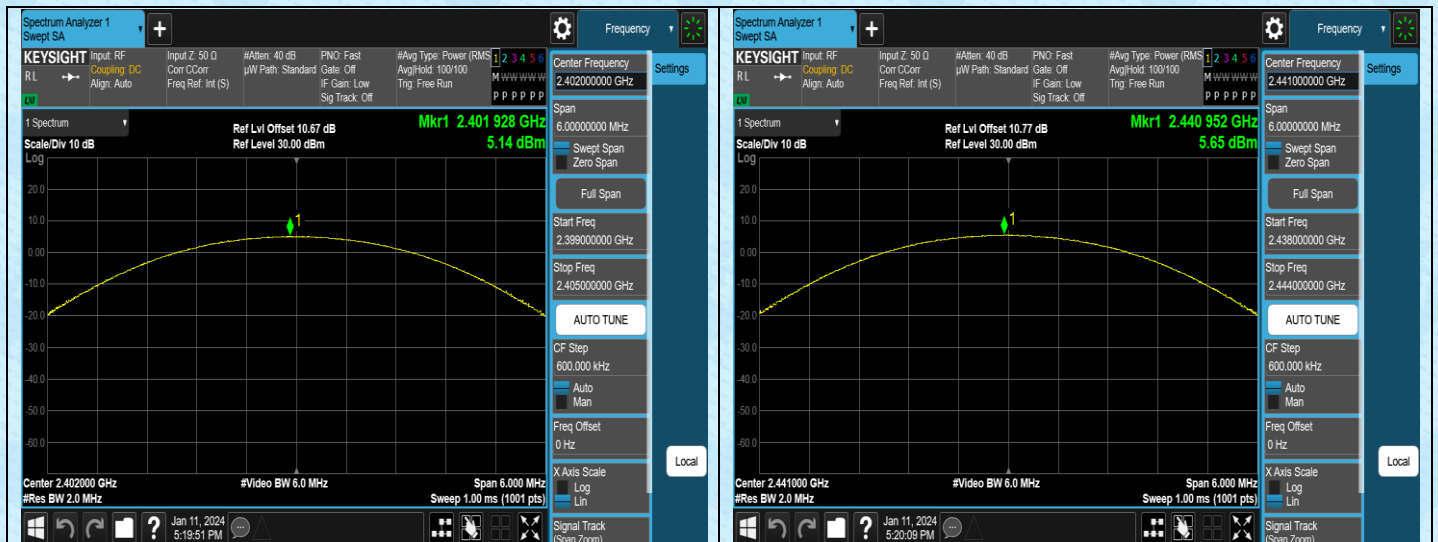 Spectrum Analyzer 1
Swept SA
+
Frequency
KEYSIGHT
RL
LXI
Input: RF
Coupling: DC
Align: Auto
Input Z: 50 Ω
Corr CCorr
Freq Ref: Int (S)
#Atten: 40 dB
µW Path: Standard
PNO: Fast
Gate: Off
IF Gain: Low
Sig Track: Off
#Avg Type: Power (RMS
Avg|Hold: 100/100
Trig: Free Run
1 2 3 4 5 6
M W W W W W
P P P P P P
Center Frequency
2.402000000 GHz
Settings
Span
6.00000000 MHz
Swept Span
Zero Span
Full Span
Start Freq
2.399000000 GHz
Stop Freq
2.405000000 GHz
AUTO TUNE
CF Step
600.000 kHz
Auto
Man
Freq Offset
0 Hz
X Axis Scale
Log
Lin
Signal Track
(Span Zoom)
Local
1 Spectrum
Scale/Div 10 dB
Log
Ref Lvl Offset 10.67 dB
Ref Level 30.00 dBm
Mkr1 2.401 928 GHz
5.14 dBm
20.0
10.0
1
0.00
-10.0
-20.0
-30.0
-40.0
-50.0
-60.0
Center 2.402000 GHz
#Res BW 2.0 MHz
#Video BW 6.0 MHz
Span 6.000 MHz
Sweep 1.00 ms (1001 pts)
?
Jan 11, 2024
5:19:51 PM
Spectrum Analyzer 1
Swept SA
+
Frequency
KEYSIGHT
RL
LXI
Input: RF
Coupling: DC
Align: Auto
Input Z: 50 Ω
Corr CCorr
Freq Ref: Int (S)
#Atten: 40 dB
µW Path: Standard
PNO: Fast
Gate: Off
IF Gain: Low
Sig Track: Off
#Avg Type: Power (RMS
Avg|Hold: 100/100
Trig: Free Run
1 2 3 4 5 6
M W W W W W
P P P P P P
Center Frequency
2.441000000 GHz
Settings
Span
6.00000000 MHz
Swept Span
Zero Span
Full Span
Start Freq
2.438000000 GHz
Stop Freq
2.444000000 GHz
AUTO TUNE
CF Step
600.000 kHz
Auto
Man
Freq Offset
0 Hz
X Axis Scale
Log
Lin
Signal Track
(Span Zoom)
Local
1 Spectrum
Scale/Div 10 dB
Log
Ref Lvl Offset 10.77 dB
Ref Level 30.00 dBm
Mkr1 2.440 952 GHz
5.65 dBm
20.0
10.0
1
0.00
-10.0
-20.0
-30.0
-40.0
-50.0
-60.0
Center 2.441000 GHz
#Res BW 2.0 MHz
#Video BW 6.0 MHz
Span 6.000 MHz
Sweep 1.00 ms (1001 pts)
?
Jan 11, 2024
5:20:09 PM